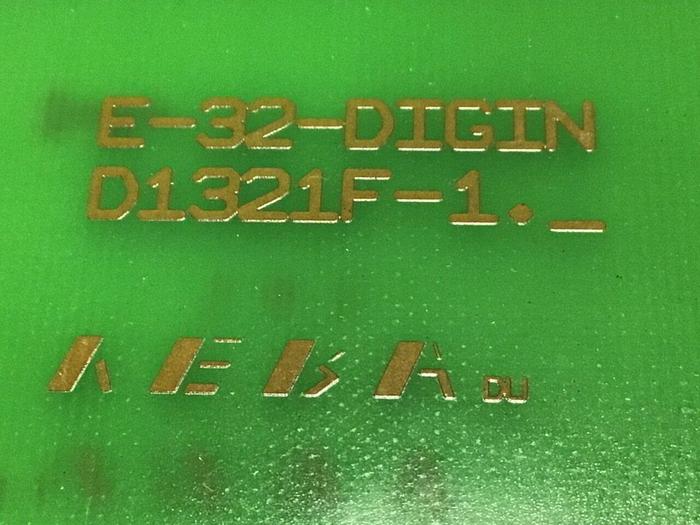 E-32-DIGIN
D1321F-1._
AEGA DU